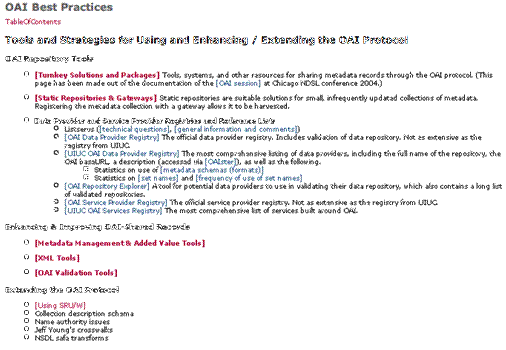 OAI Best Practices
TableOfContents
Tools and Strategies for Using and Enhancing / Extending the OAI Protocol
OAI Repository Tools
[Turnkey Solutions and Packages] Tools, systems, and other resources for sharing metadata records through the OAI protocol. (This
page has been made out of the documentation of the [OAI session] at Chicago NDSL conference 2004.)
[Static Repositories & Gateways] Static repositories are suitable solutions for small, infrequently updated collections of metadata.
Registering the metadata collection with a gateway allows it to be harvested.
Data Provider and Service Provider Registries and Reference Lists
Listservs ([technical questions], [general information and comments])
[OAI Data Provider Registry] The official data provider registry. Includes validation of data repository. Not as extensive as the
registry from UIUC.
[UIUC OAI Data Provider Registry] The most comprehensive listing of data providers, including the full name of the repository, the
OAI baseURL, a description (accessed via [OAIster]), as well as the following.
Statistics on use of [metadata schemas (formats)]
Statistics on [set names] and [frequency of use of set names]
[OAI Repository Explorer] A tool for potential data providers to use in validating their data repository, which also contains a long list
of validated repositories.
[OAI Service Provider Registry] The official service provider registry. Not as extensive as the registry from UIUC.
[UIUC OAI Services Registry] The most comprehensive list of services built around OAI.
Enhancing & Improving OAI-Shared Records
[Metadata Management & Added Value Tools]
[XML Tools]
[OAI Validation Tools]
Extending the OAI Protocol
[Using SRU/W]
Collection description schema
Name authority issues
Jeff Young's crosswalks
NSDL safa transforms